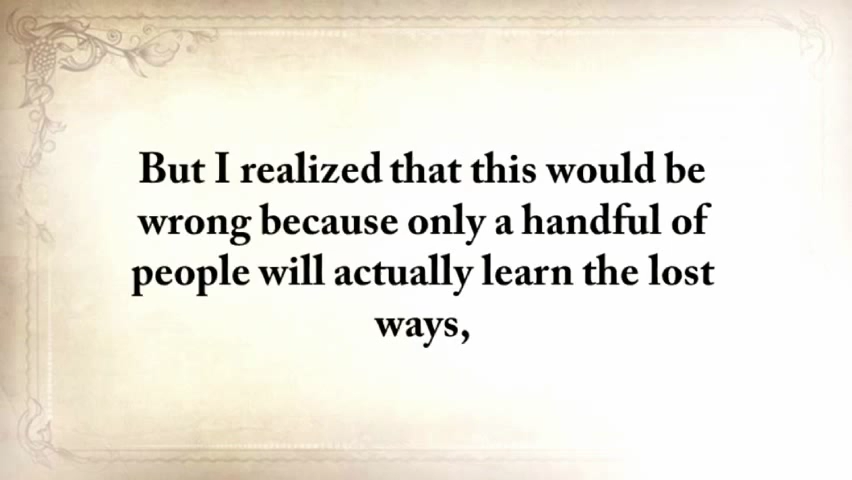 But I realized that this would be
wrong because only a handful of
people will actually learn the lost
ways,